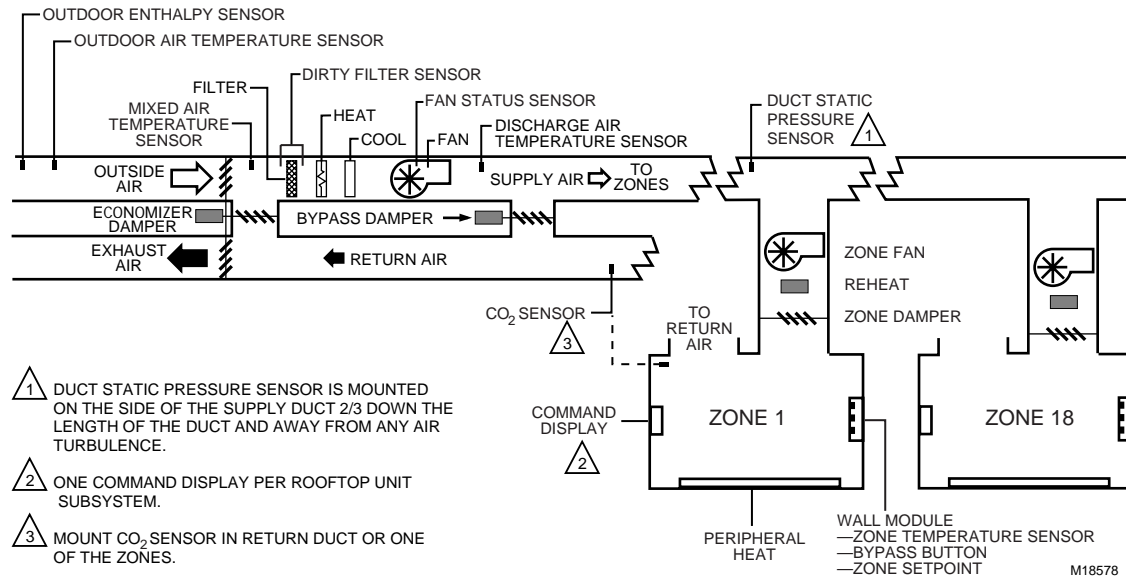 OUTDOOR ENTHALPY SENSOR
OUTDOOR AIR TEMPERATURE SENSOR
DIRTY FILTER SENSOR
FILTER
FAN STATUS SENSOR
MIXED AIR
TEMPERATURE
SENSOR
HEAT
COOL
FAN
DISCHARGE AIR
TEMPERATURE SENSOR
DUCT STATIC
PRESSURE
SENSOR
1
OUTSIDE
AIR
SUPPLY AIR
TO
ZONES
ECONOMIZER
DAMPER
BYPASS DAMPER
EXHAUST
AIR
RETURN AIR
ZONE FAN
REHEAT
ZONE DAMPER
CO2 SENSOR
3
TO
RETURN
AIR
COMMAND
DISPLAY
2
ZONE 1
ZONE 18
PERIPHERAL
HEAT
WALL MODULE
—ZONE TEMPERATURE SENSOR
—BYPASS BUTTON
—ZONE SETPOINT
1 DUCT STATIC PRESSURE SENSOR IS MOUNTED
ON THE SIDE OF THE SUPPLY DUCT 2/3 DOWN THE
LENGTH OF THE DUCT AND AWAY FROM ANY AIR
TURBULENCE.
2 ONE COMMAND DISPLAY PER ROOFTOP UNIT
SUBSYSTEM.
3 MOUNT CO2 SENSOR IN RETURN DUCT OR ONE
OF THE ZONES.
M18578